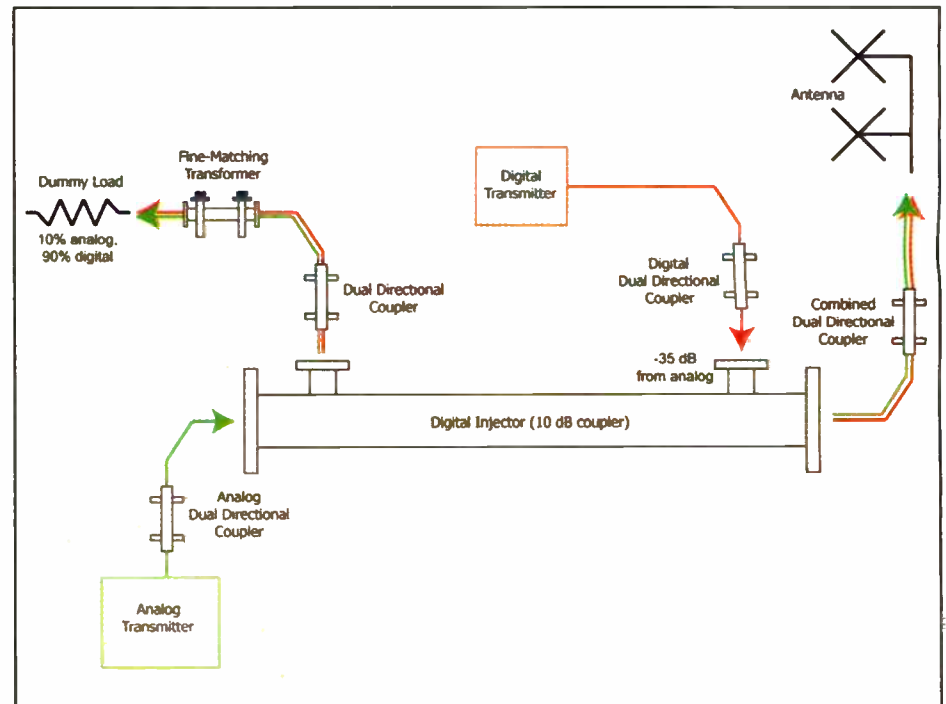 Antenna
Fine-Matching
Transformer
Dummy Load
10% analog.
90% digital
Digital
Transmitter
Dual Directional
Coupler
Digital
Dual Directional
Coupler
Combined
Dual Directional
Coupler
-35 dB
from analog
Digital Injector (10 dB coupler)
Analog
Dual Directional
Coupler
Analog
Transmitter